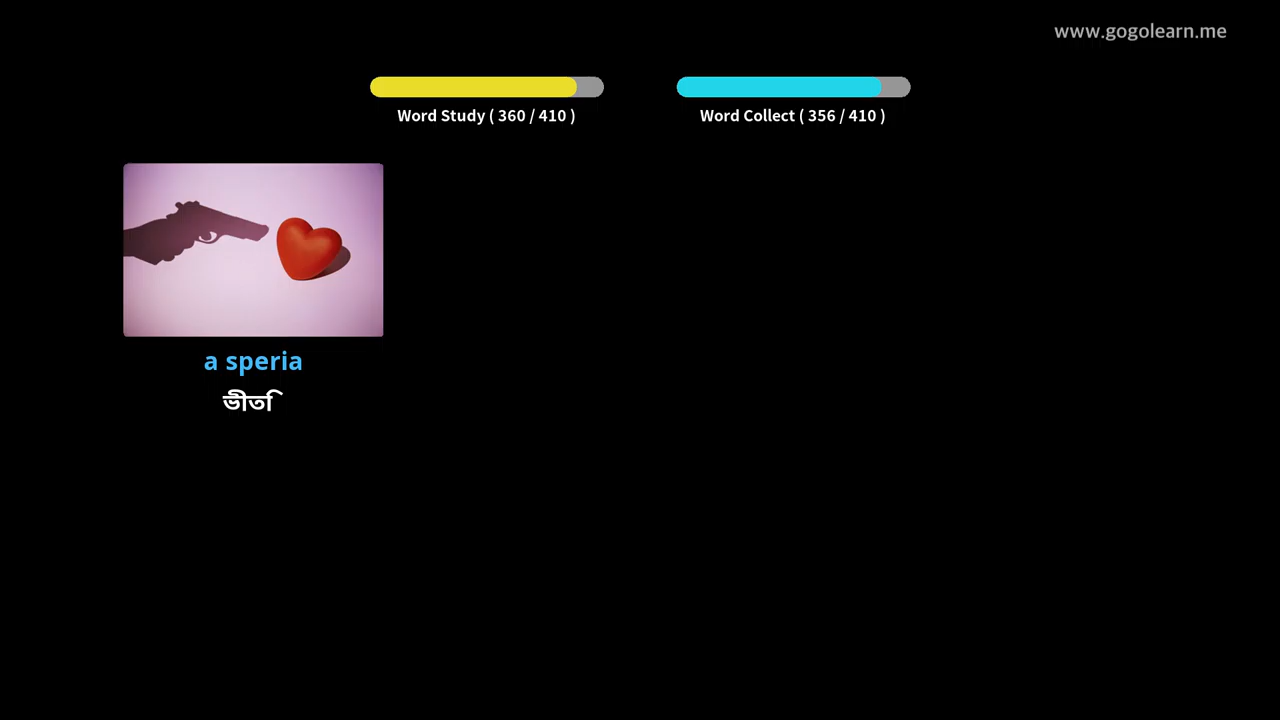 www.gogolearn.me
Word Study ( 360 / 410 )
Word Collect ( 356 / 410 )
a speria
ভীতি